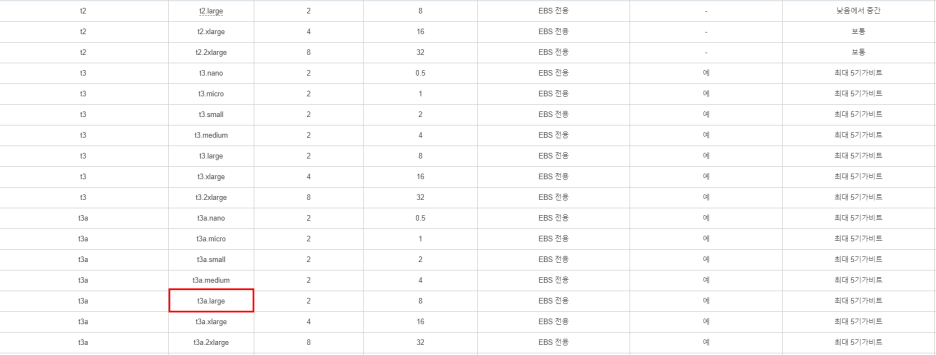 t2 t2.large 2 8 EBS 전용 - 낮음에서 중간
t2 t2.xlarge 4 16 EBS 전용 - 보통
t2 t2.2xlarge 8 32 EBS 전용 - 보통
t3 t3.nano 2 0.5 EBS 전용 예 최대 5기가비트
t3 t3.micro 2 1 EBS 전용 예 최대 5기가비트
t3 t3.small 2 2 EBS 전용 예 최대 5기가비트
t3 t3.medium 2 4 EBS 전용 예 최대 5기가비트
t3 t3.large 2 8 EBS 전용 예 최대 5기가비트
t3 t3.xlarge 4 16 EBS 전용 예 최대 5기가비트
t3 t3.2xlarge 8 32 EBS 전용 예 최대 5기가비트
t3a t3a.nano 2 0.5 EBS 전용 예 최대 5기가비트
t3a t3a.micro 2 1 EBS 전용 예 최대 5기가비트
t3a t3a.small 2 2 EBS 전용 예 최대 5기가비트
t3a t3a.medium 2 4 EBS 전용 예 최대 5기가비트
t3a t3a.large 2 8 EBS 전용 예 최대 5기가비트
t3a t3a.xlarge 4 16 EBS 전용 예 최대 5기가비트
t3a t3a.2xlarge 8 32 EBS 전용 예 최대 5기가비트